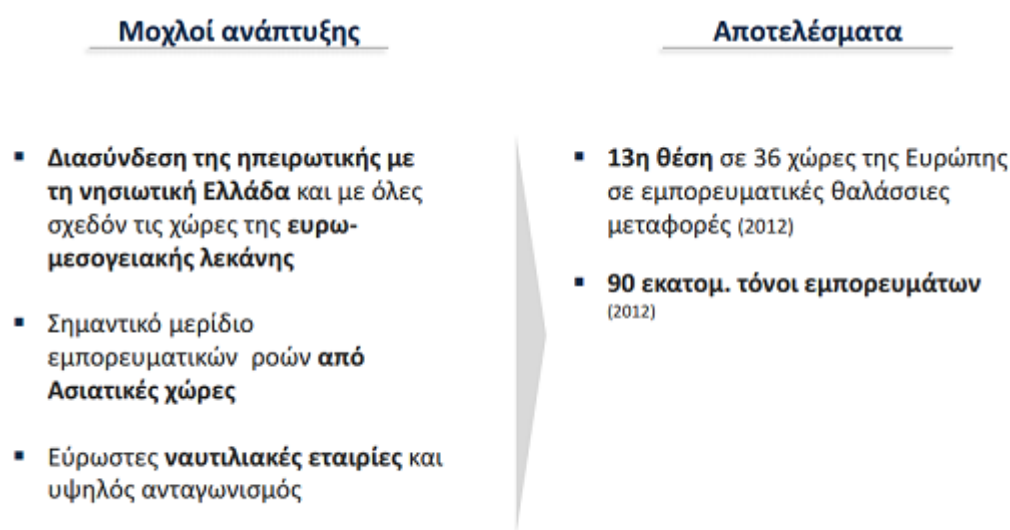 Μοχλοί ανάπτυξης
▪ Διασύνδεση της ηπειρωτικής με
τη νησιωτική Ελλάδα και με όλες
σχεδόν τις χώρες της ευρω-
μεσογειακής λεκάνης
▪ Σημαντικό μερίδιο
εμπορευματικών ροών από
Ασιατικές χώρες
▪ Εύρωστες ναυτιλιακές εταιρίες και
υψηλός ανταγωνισμός
Αποτελέσματα
▪ 13η θέση σε 36 χώρες της Ευρώπης
σε εμπορευματικές θαλάσσιες
μεταφορές (2012)
▪ 90 εκατομ. τόνοι εμπορευμάτων
(2012)